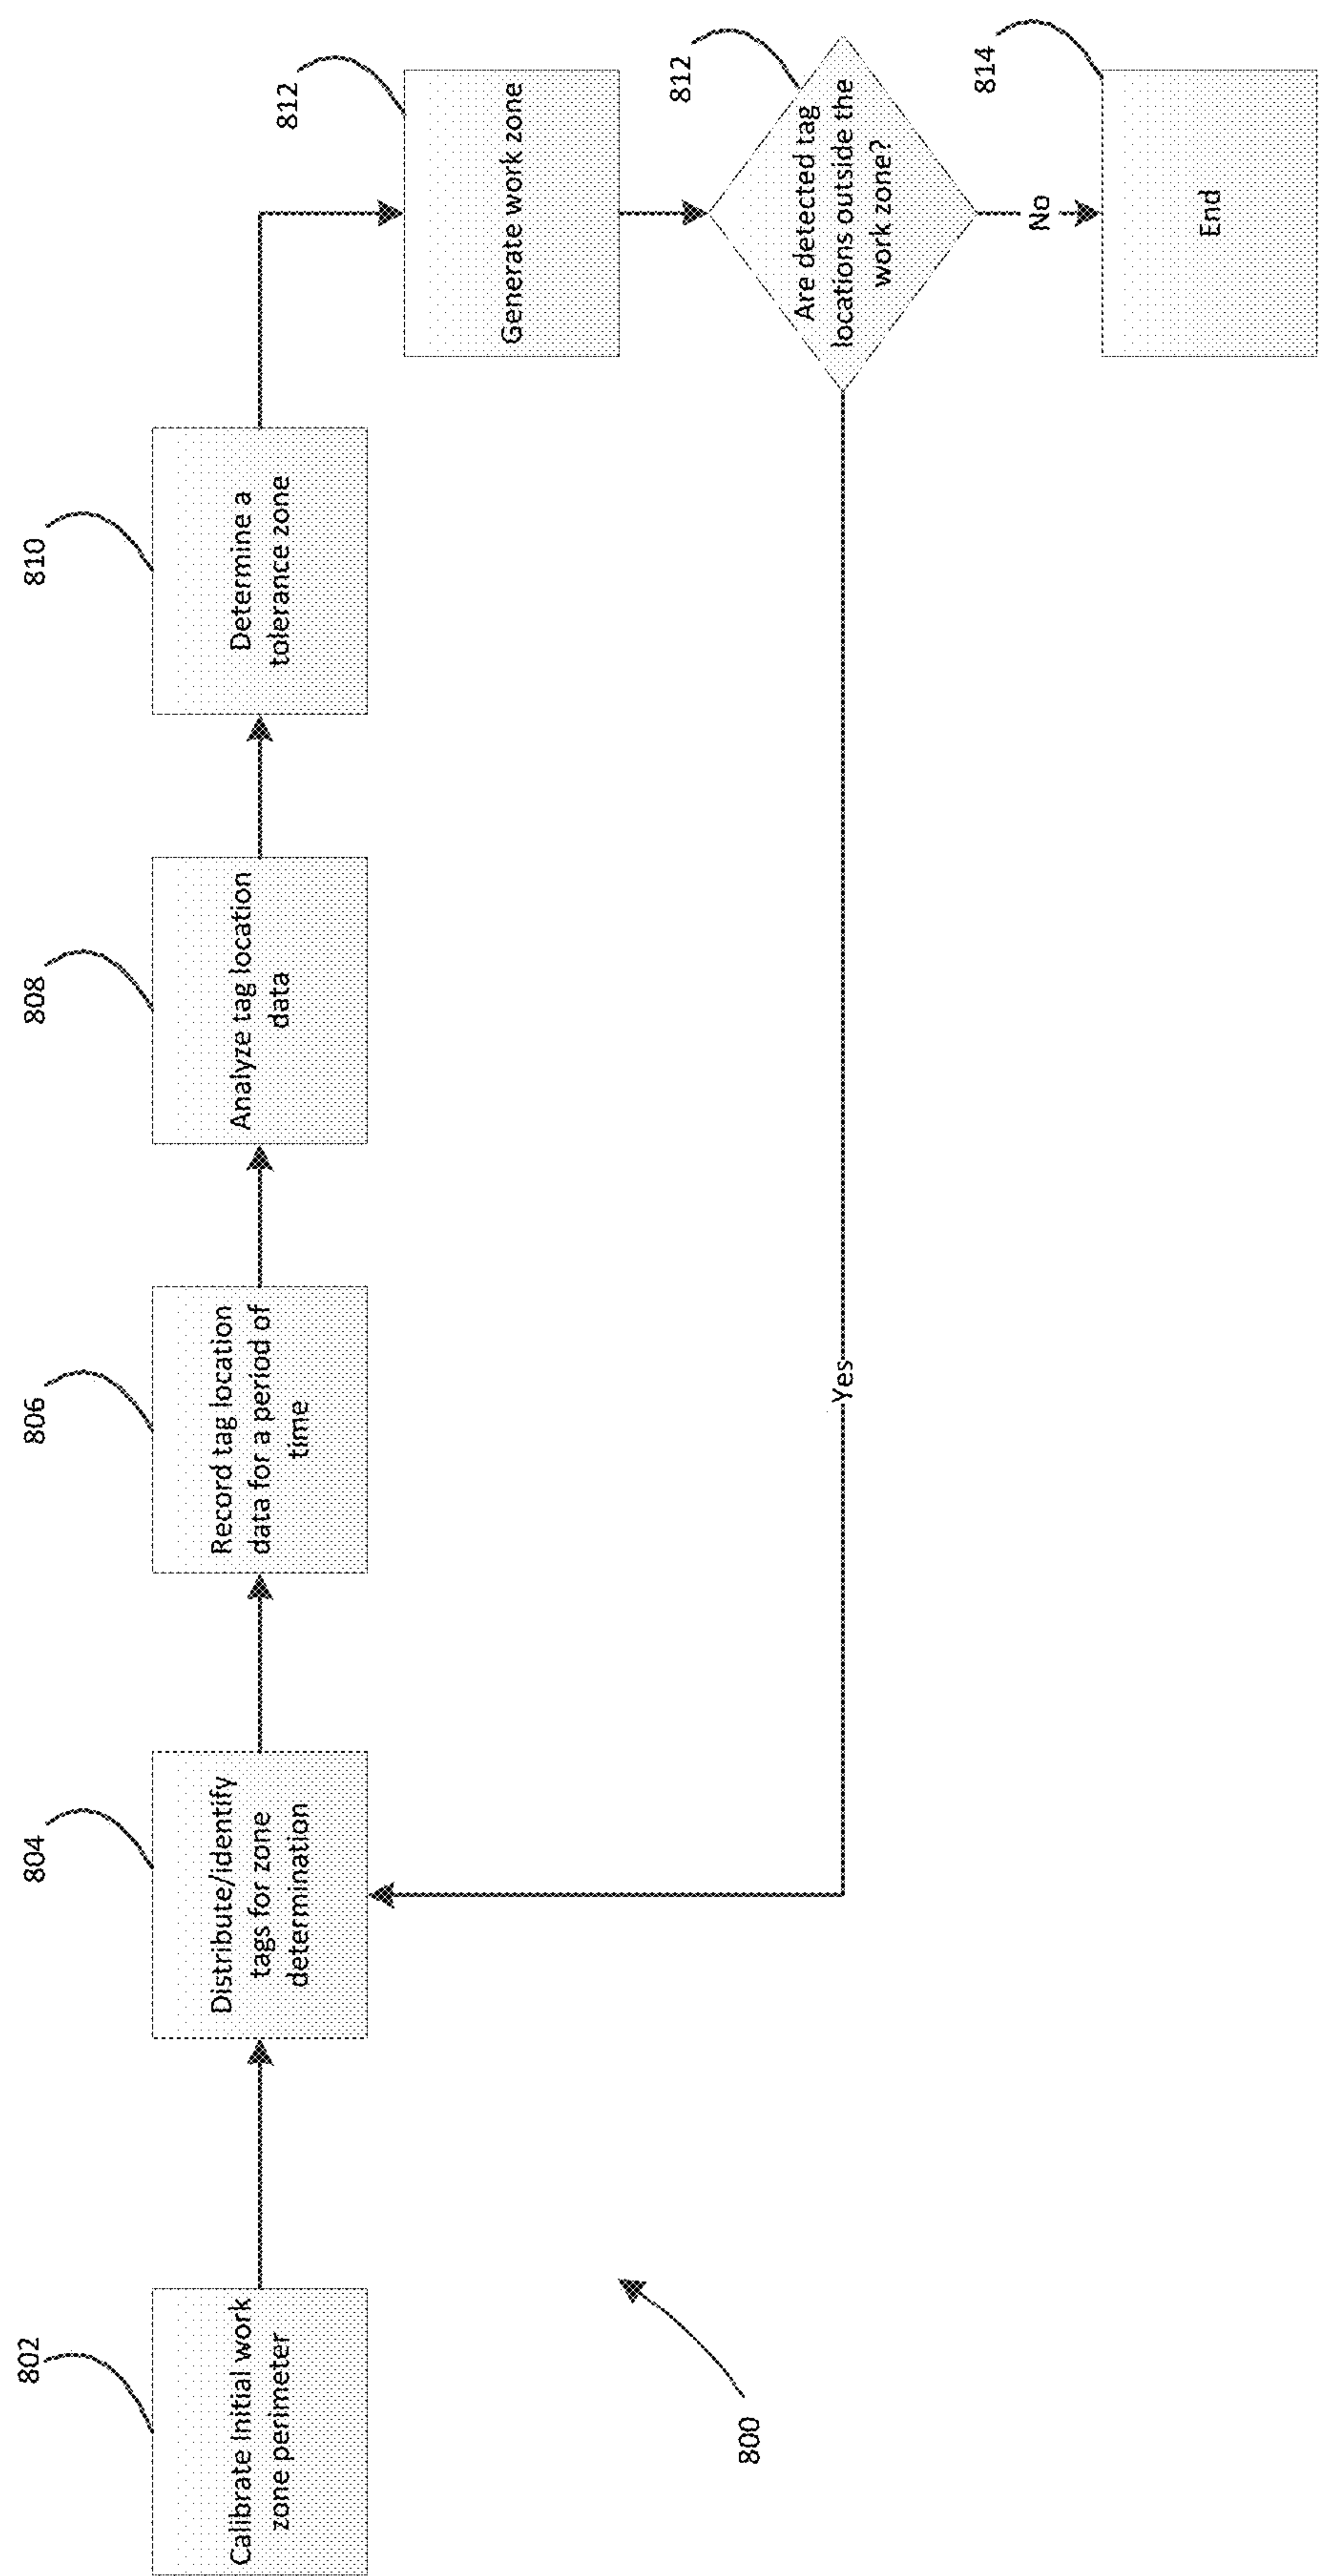 802
Calibrate Initial work
zone perimeter
804
Distribute/identify
tags for zone
determination
806
Record tag location
data for a period of
time
808
Analyze tag location
data
810
Determine a
tolerance zone
812
Generate work zone
812
Are detected tag
locations outside the
work zone?
Yes
No
814
End
800